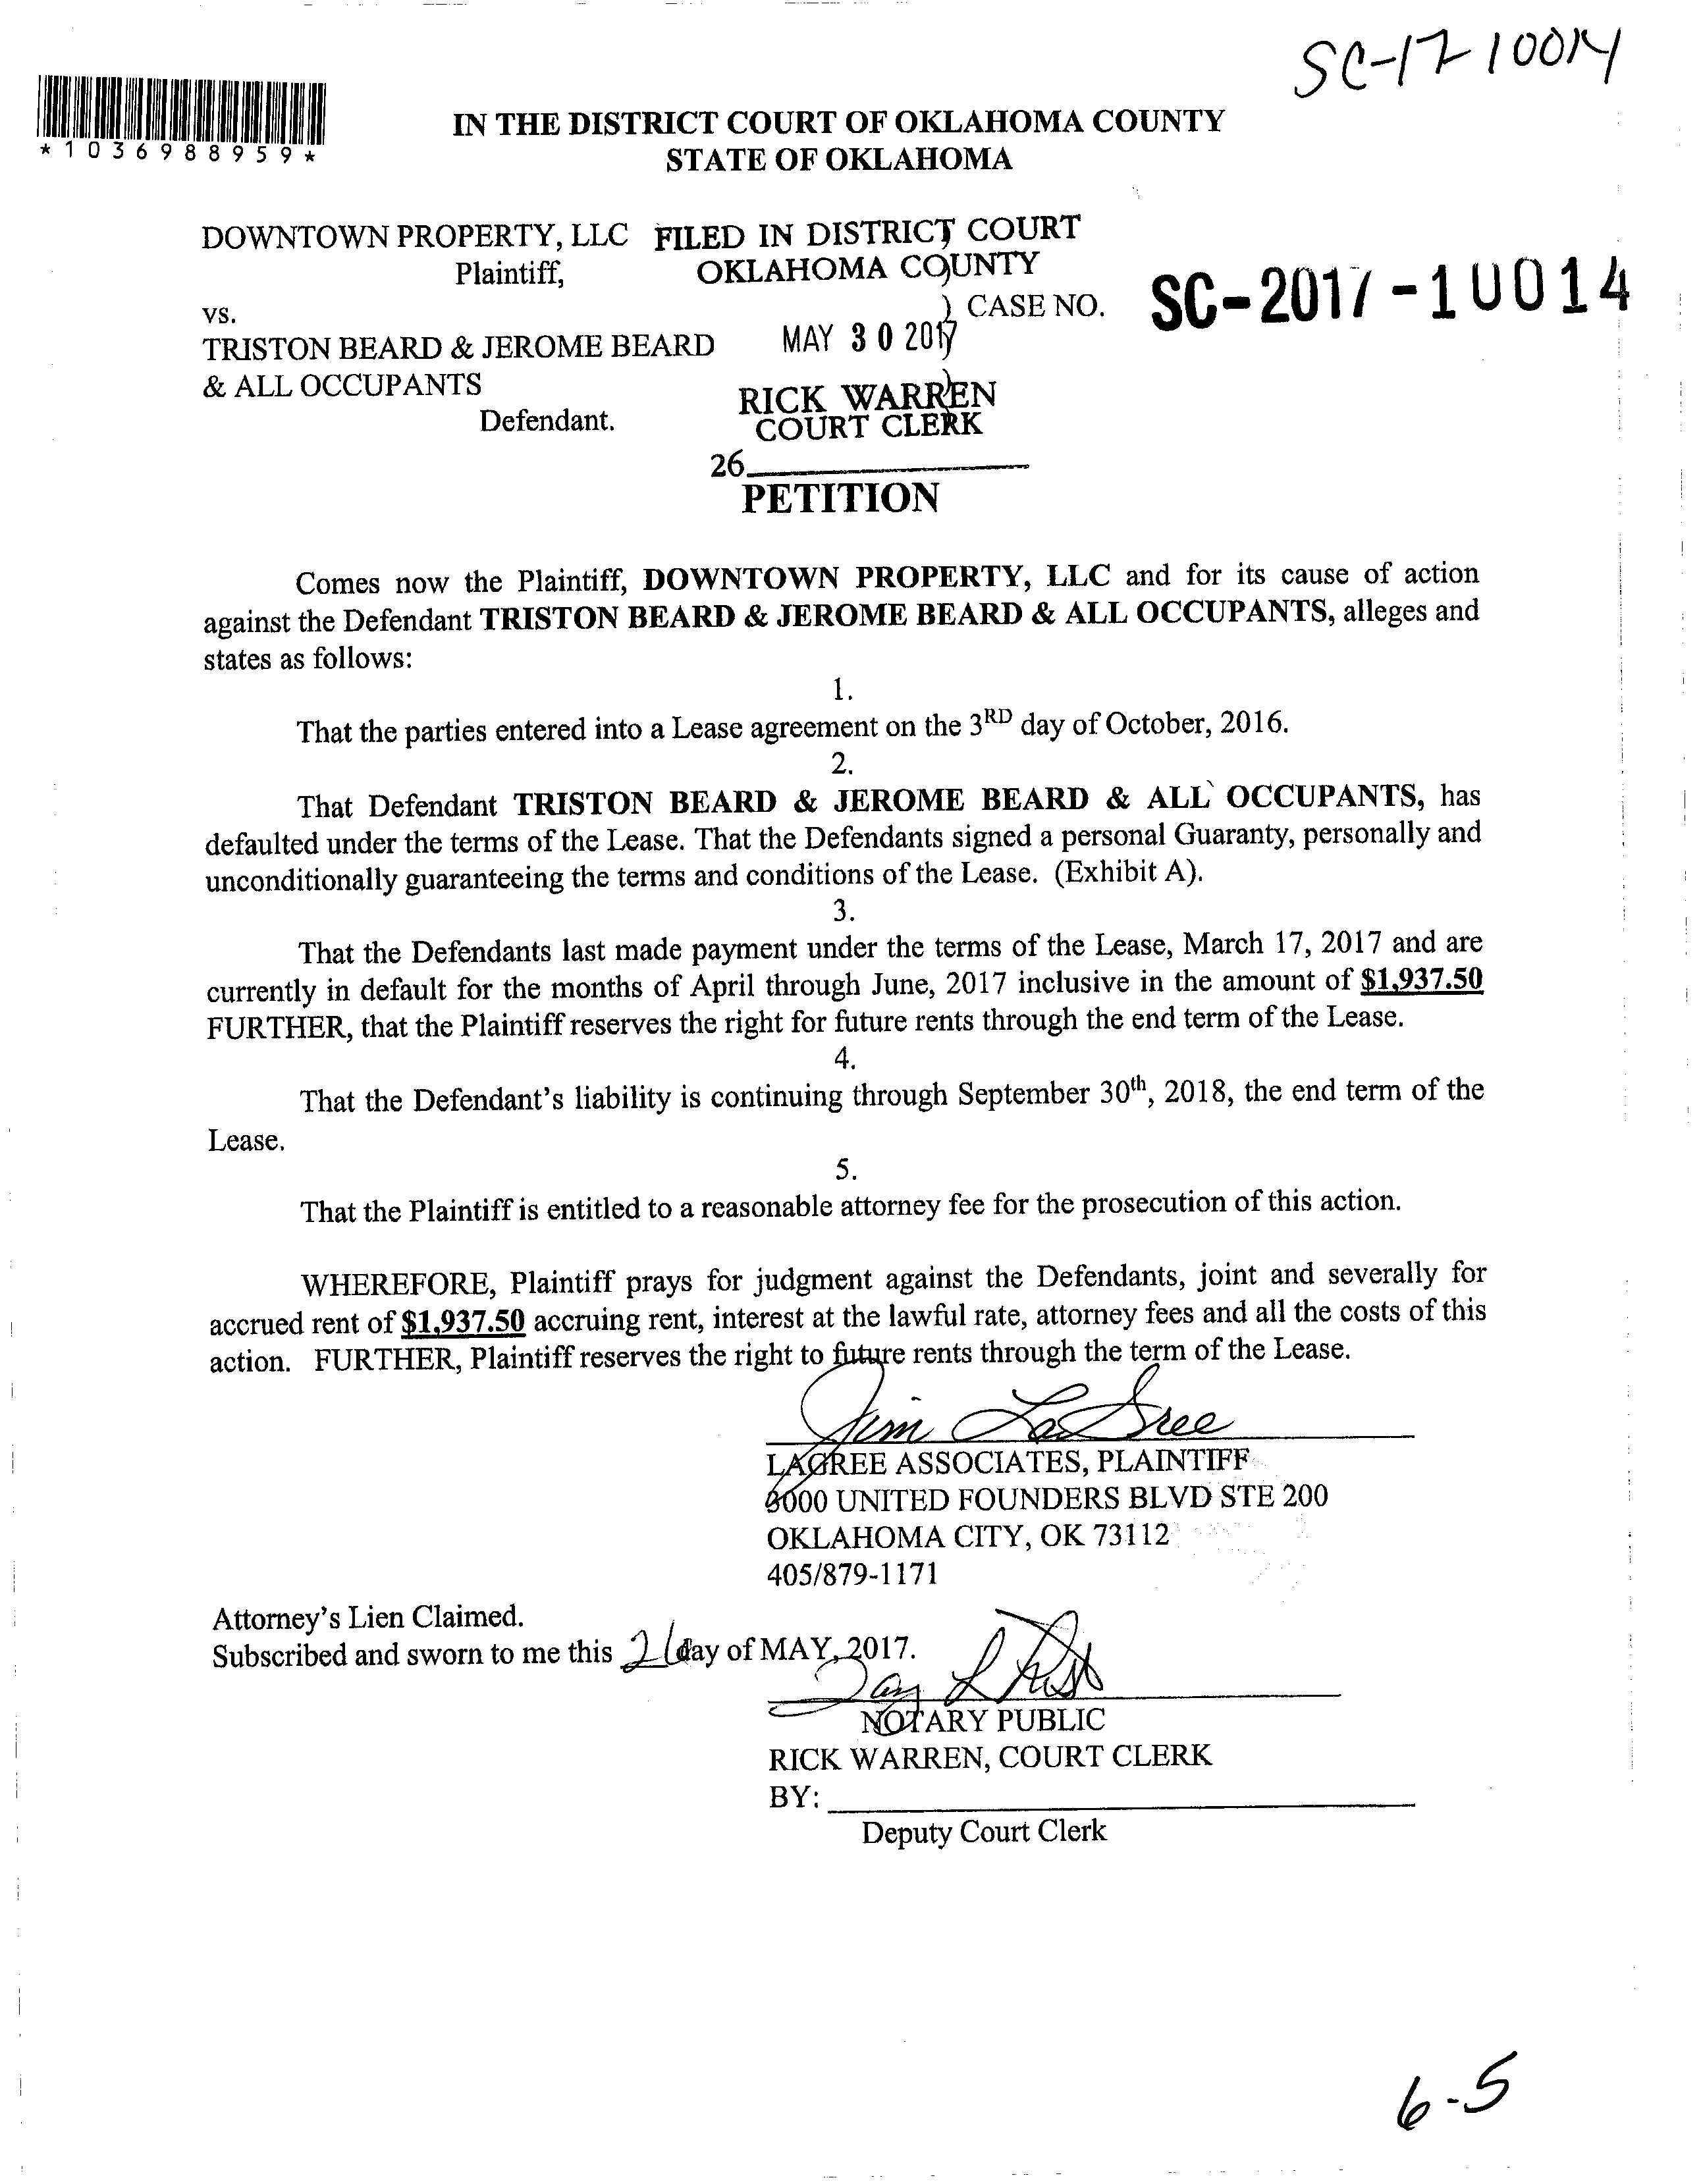 SC-17-10014
*1036988959*
IN THE DISTRICT COURT OF OKLAHOMA COUNTY
STATE OF OKLAHOMA
DOWNTOWN PROPERTY, LLC FILED IN DISTRICT COURT
Plaintiff, OKLAHOMA COUNTY )
vs. ) CASE NO. SC-2017-10014
TRISTON BEARD & JEROME BEARD MAY 30 2017 )
& ALL OCCUPANTS RICK WARREN )
Defendant. COURT CLERK
26
PETITION
Comes now the Plaintiff, DOWNTOWN PROPERTY, LLC and for its cause of action
against the Defendant TRISTON BEARD & JEROME BEARD & ALL OCCUPANTS, alleges and
states as follows:
1.
That the parties entered into a Lease agreement on the 3RD day of October, 2016.
2.
That Defendant TRISTON BEARD & JEROME BEARD & ALL OCCUPANTS, has
defaulted under the terms of the Lease. That the Defendants signed a personal Guaranty, personally and
unconditionally guaranteeing the terms and conditions of the Lease. (Exhibit A).
3.
That the Defendants last made payment under the terms of the Lease, March 17, 2017 and are
currently in default for the months of April through June, 2017 inclusive in the amount of $1,937.50
FURTHER, that the Plaintiff reserves the right for future rents through the end term of the Lease.
4.
That the Defendant's liability is continuing through September 30th, 2018, the end term of the
Lease.
5.
That the Plaintiff is entitled to a reasonable attorney fee for the prosecution of this action.
WHEREFORE, Plaintiff prays for judgment against the Defendants, joint and severally for
accrued rent of $1,937.50 accruing rent, interest at the lawful rate, attorney fees and all the costs of this
action. FURTHER, Plaintiff reserves the right to future rents through the term of the Lease.
Jim LaGree
LAGREE ASSOCIATES, PLAINTIFF
3000 UNITED FOUNDERS BLVD STE 200
OKLAHOMA CITY, OK 73112
405/879-1171
Attorney's Lien Claimed.
Subscribed and sworn to me this 26 day of MAY, 2017.
NOTARY PUBLIC
RICK WARREN, COURT CLERK
BY:
Deputy Court Clerk
6-5